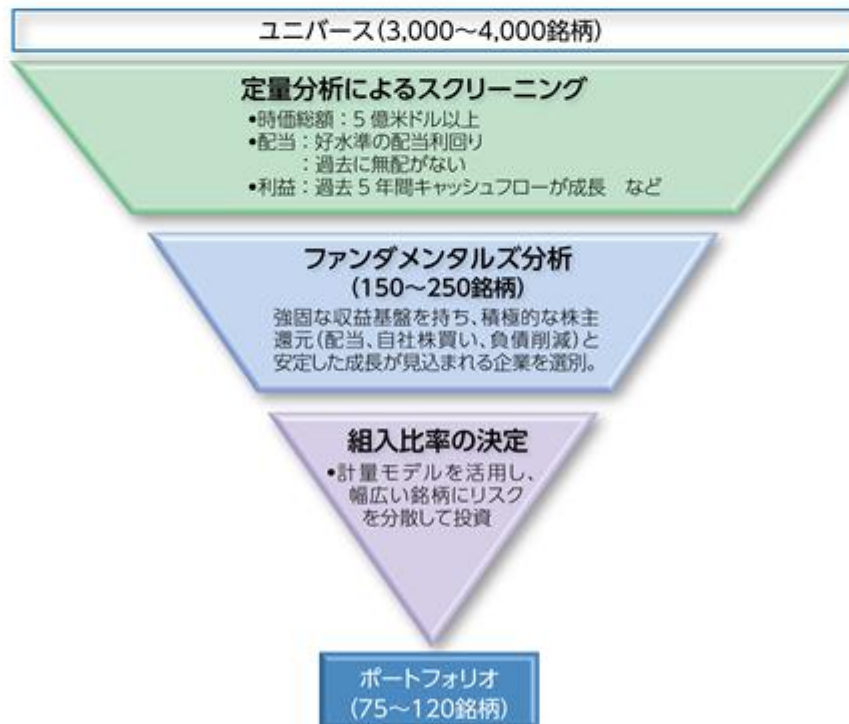 ユニバース(3,000～4,000銘柄)
定量分析によるスクリーニング
•時価総額：5億米ドル以上
•配当：好水準の配当利回り
：過去に無配がない
•利益：過去5年間キャッシュフローが成長　など
ファンダメンタルズ分析
(150～250銘柄)
強固な収益基盤を持ち、積極的な株主
還元(配当、自社株買い、負債削減)と
安定した成長が見込まれる企業を選別。
組入比率の決定
•計量モデルを活用し、
幅広い銘柄にリスク
を分散して投資
ポートフォリオ
(75～120銘柄)